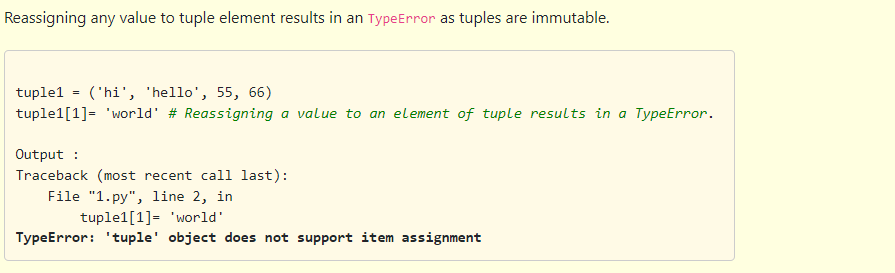 Reassigning any value to tuple element results in an TypeError as tuples are immutable.
tuple1 = ('hi', 'hello', 55, 66)
tuple1[1]= 'world' # Reassigning a value to an element of tuple results in a TypeError.
Output :
Traceback (most recent call last):
    File "1.py", line 2, in
        tuple1[1]= 'world'
TypeError: 'tuple' object does not support item assignment